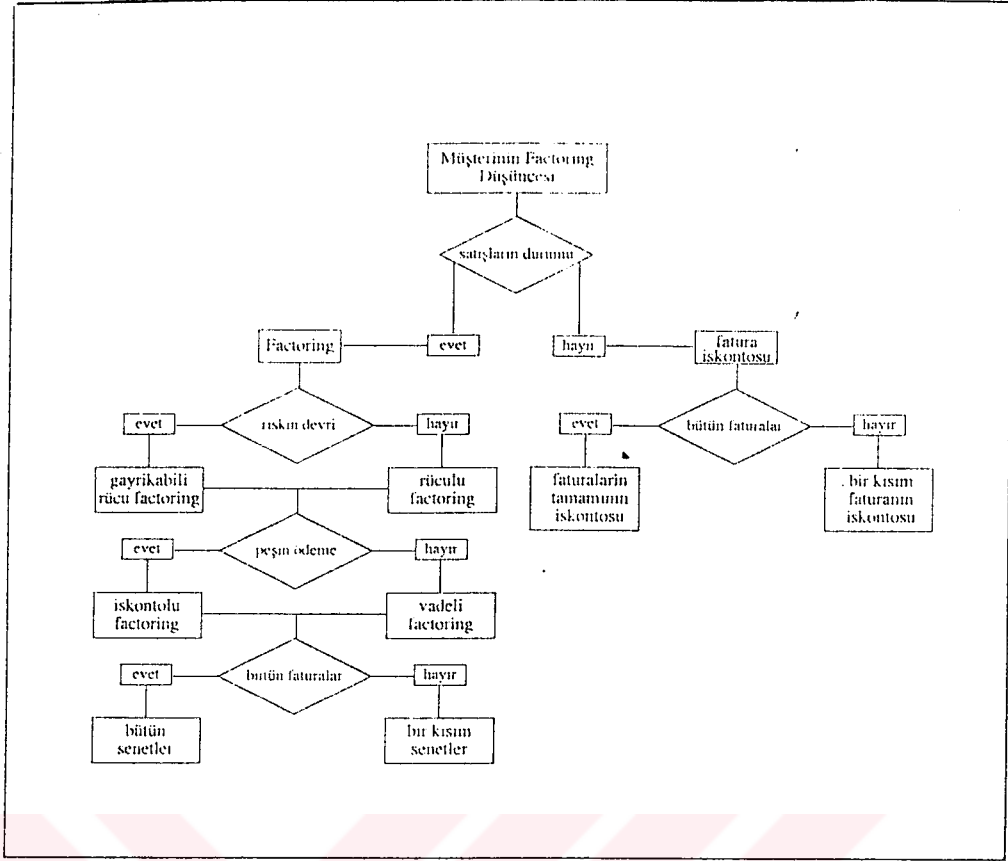 Müşterinin Factoring
Düşüncesi
satışların durumu
Factoring
evet
hayır
fatura
iskontosu
evet
riskin devri
hayır
evet
bütün faturalar
hayır
gayrikabili
rücu factoring
rüculu
factoring
faturaların
tamamının
iskontosu
bir kısım
faturanın
iskontosu
evet
peşin ödeme
hayır
iskontolu
factoring
vadeli
factoring
evet
bütün faturalar
hayır
bütün
senetler
bir kısım
senetler